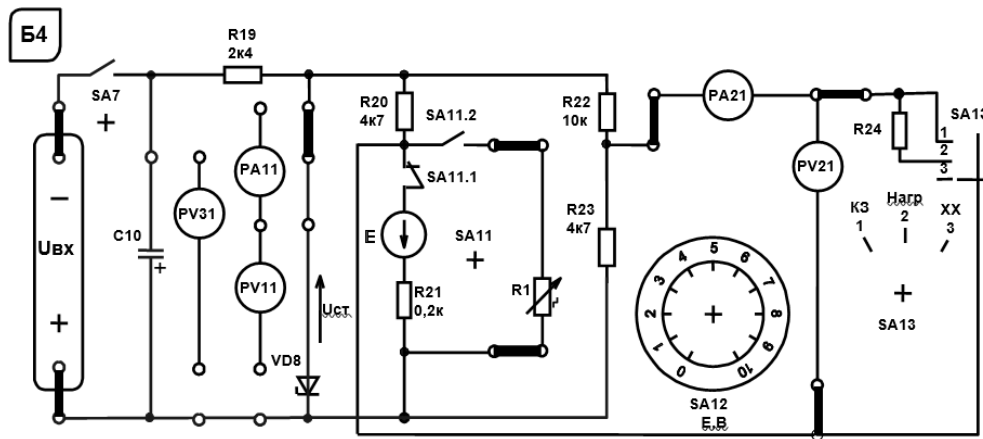 Б4
SA7
R19
2к4
−
Uвх
+
C10
+
PV31
PA11
PV11
VD8
Uст
R20
4к7
SA11.2
SA11.1
E
R21
0,2к
SA11
R1
R22
10к
R23
4к7
PA21
PV21
R24
SA13
1
2
3
КЗ
1
Нагр
2
ХХ
3
SA13
0
1
2
3
4
5
6
7
8
9
10
SA12
Е,В